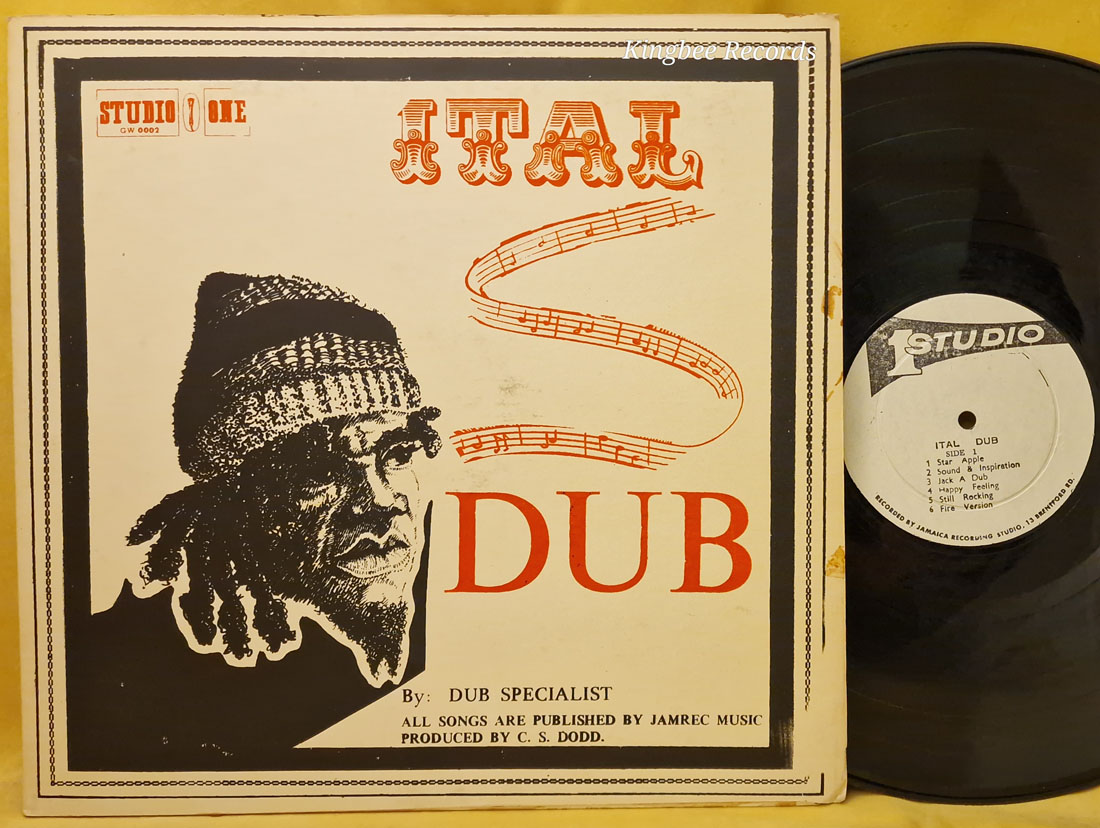 Kingbee Records
STUDIO ONE
GW 0002
ITAL
DUB
By: DUB SPECIALIST
ALL SONGS ARE PUBLISHED BY JAMREC MUSIC
PRODUCED BY C. S. DODD.
1 STUDIO
ITAL DUB
SIDE 1
1 Star Apple
2 Sound & Inspiration
3 Jack A Dub
4 Happy Feeling
5 Still Rocking
6 Fire Version
RECORDED BY JAMAICA RECORDING STUDIO, 13 BRENTFORD RD.